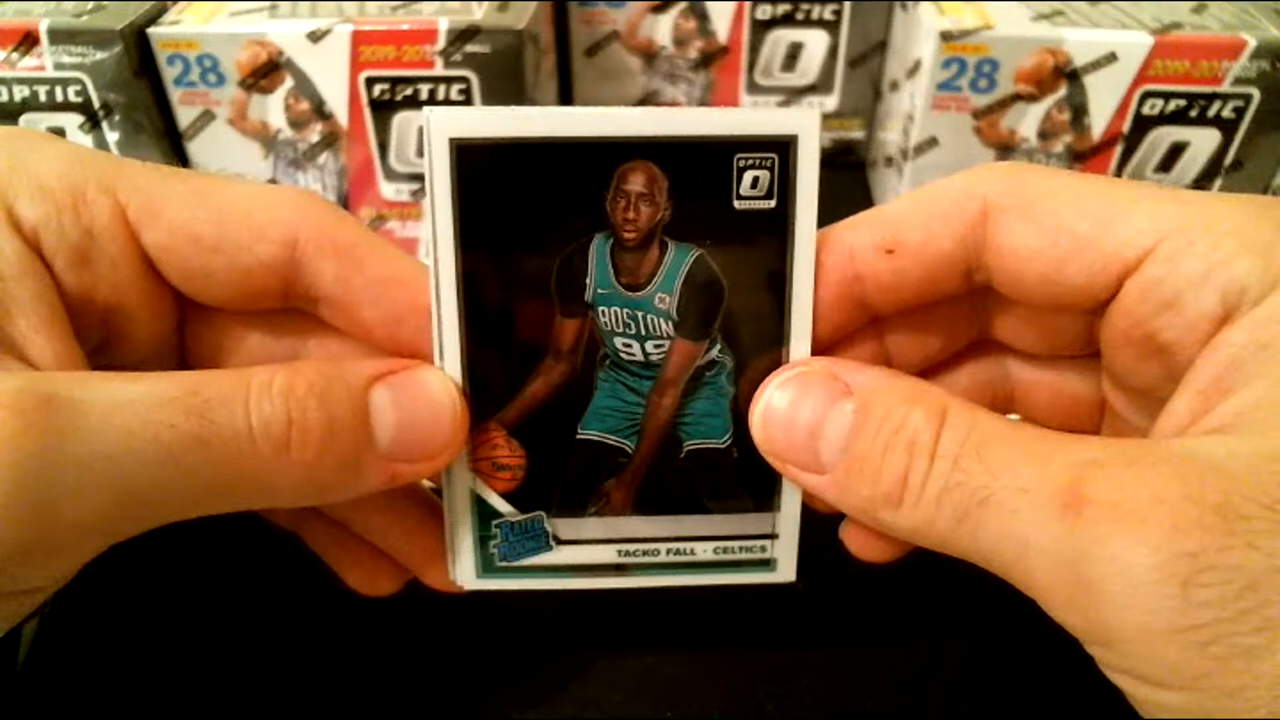 OPTIC
28
2019-20
OPTIC
OPTIC
28
2019-20
OPTIC
OPTIC
BOSTON
99
RATED
ROOKIE
TACKO FALL · CELTICS